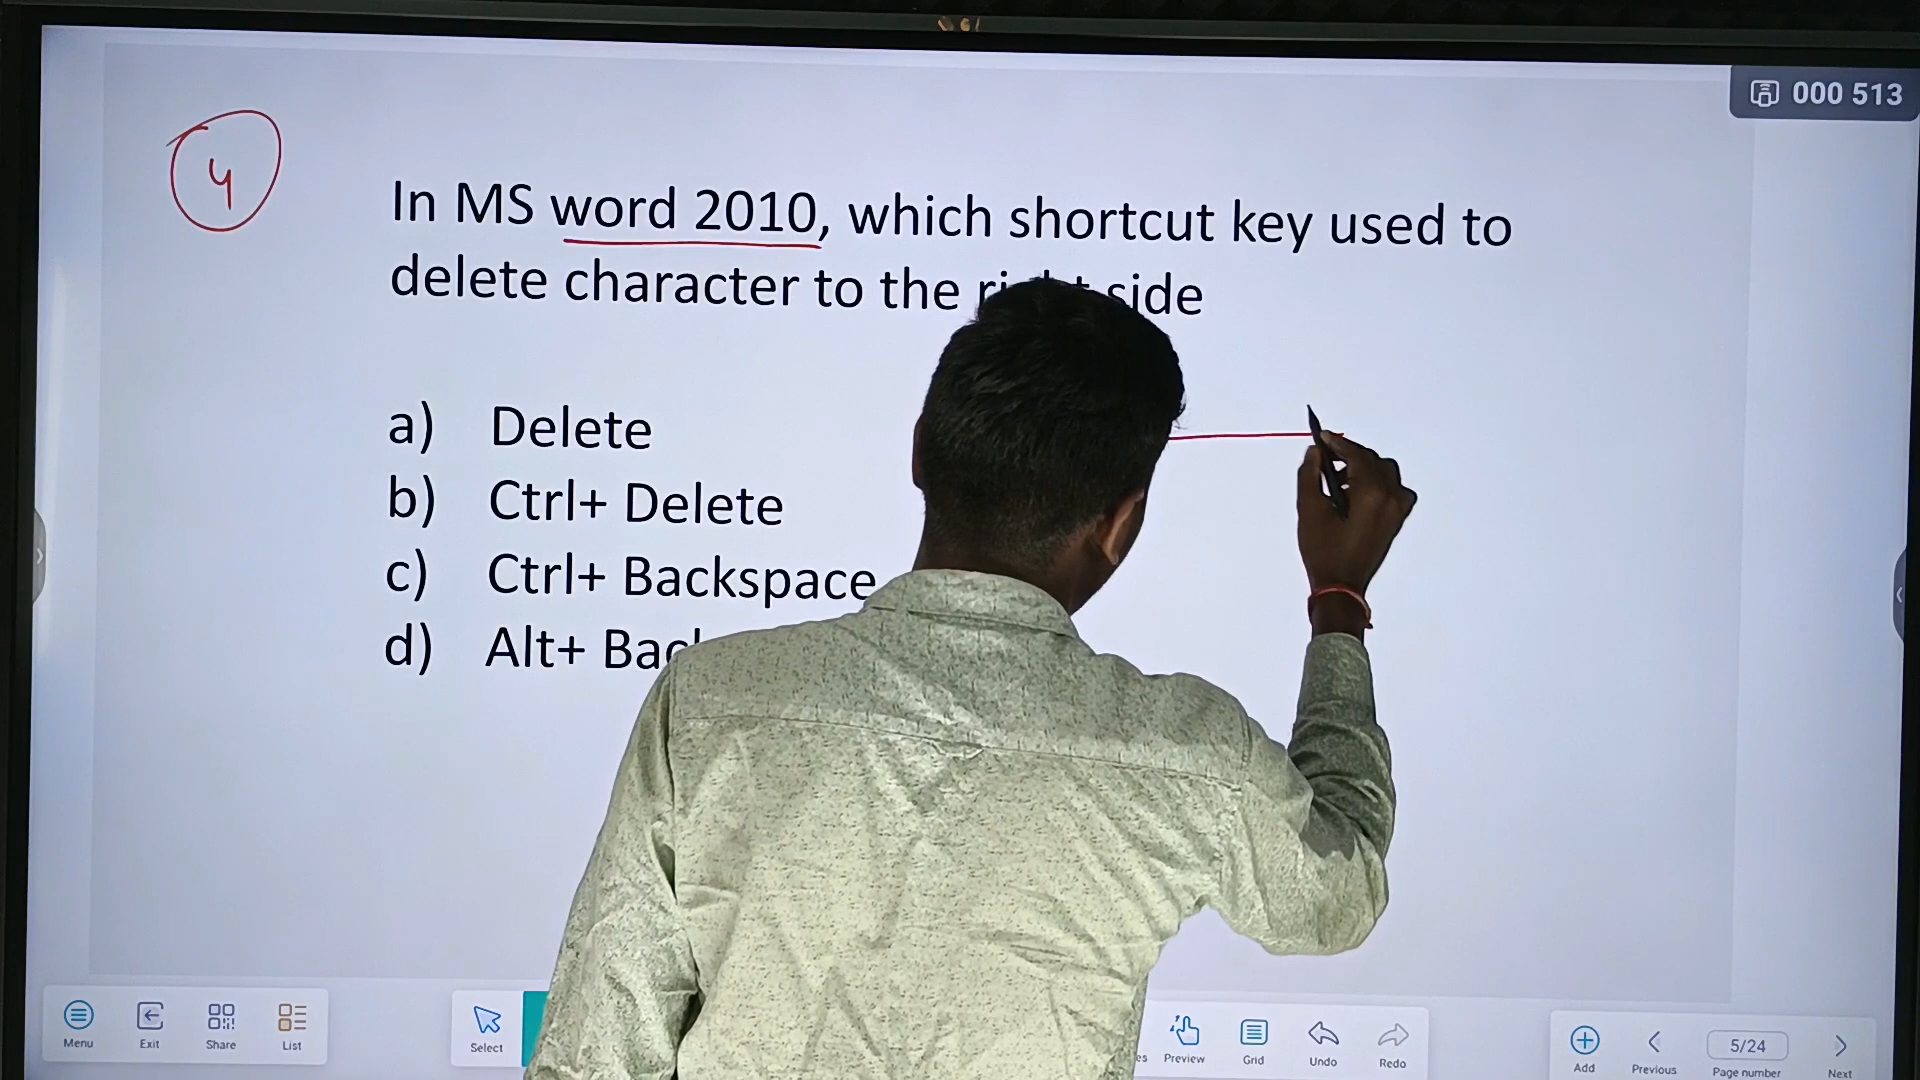 000 513
4
In MS word 2010, which shortcut key used to
delete character to the side
a) Delete
b) Ctrl+ Delete
c) Ctrl+ Backspace
d) Alt+
Menu Exit Share List Select Preview Grid Undo Redo Add Previous 5/24 Page number Next